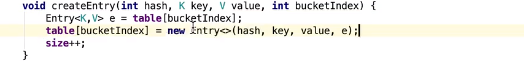 void createEntry(int hash, K key, V value, int bucketIndex) {
    Entry<K,V> e = table[bucketIndex];
    table[bucketIndex] = new Entry<>(hash, key, value, e);
    size++;
}